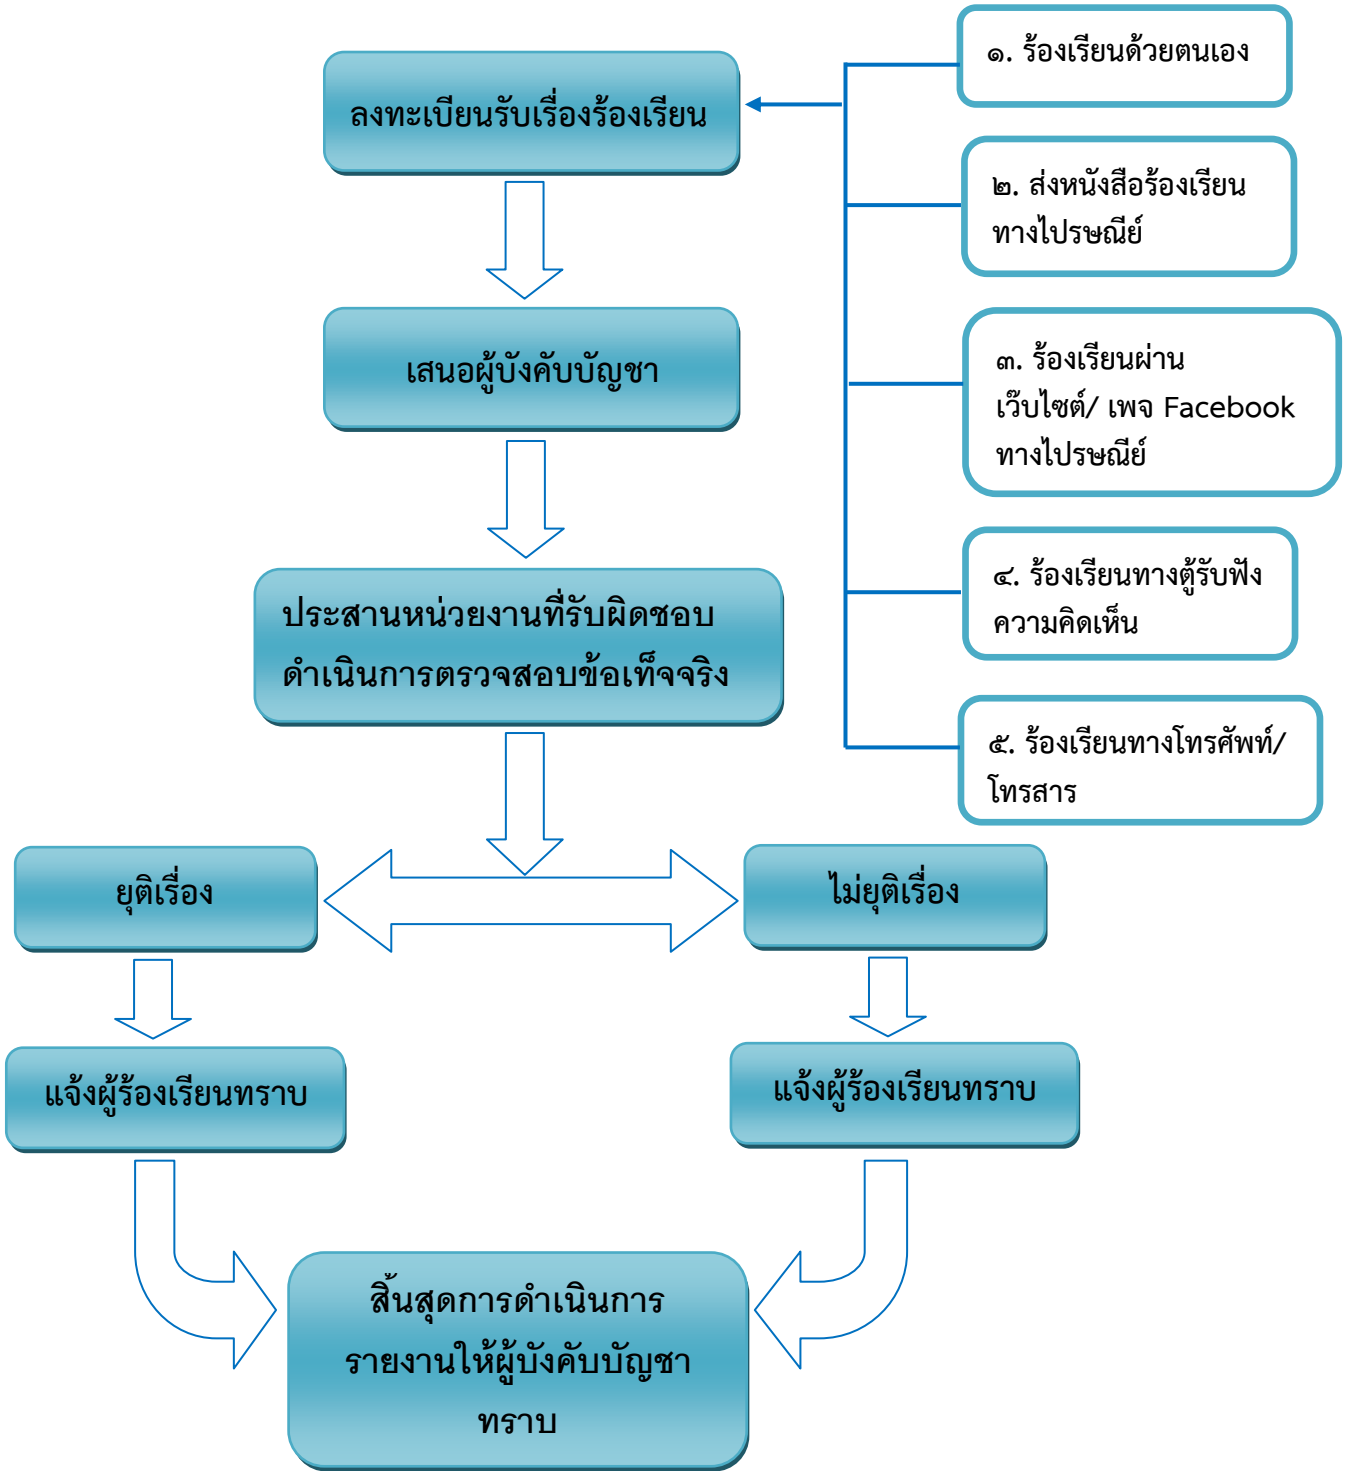 ลงทะเบียนรับเรื่องร้องเรียน
๑. ร้องเรียนด้วยตนเอง
๒. ส่งหนังสือร้องเรียน
ทางไปรษณีย์
๓. ร้องเรียนผ่าน
เว็บไซต์/ เพจ Facebook
ทางไปรษณีย์
๔. ร้องเรียนทางตู้รับฟัง
ความคิดเห็น
๕. ร้องเรียนทางโทรศัพท์/
โทรสาร
เสนอผู้บังคับบัญชา
ประสานหน่วยงานที่รับผิดชอบ
ดำเนินการตรวจสอบข้อเท็จจริง
ยุติเรื่อง
ไม่ยุติเรื่อง
แจ้งผู้ร้องเรียนทราบ
แจ้งผู้ร้องเรียนทราบ
สิ้นสุดการดำเนินการ
รายงานให้ผู้บังคับบัญชา
ทราบ